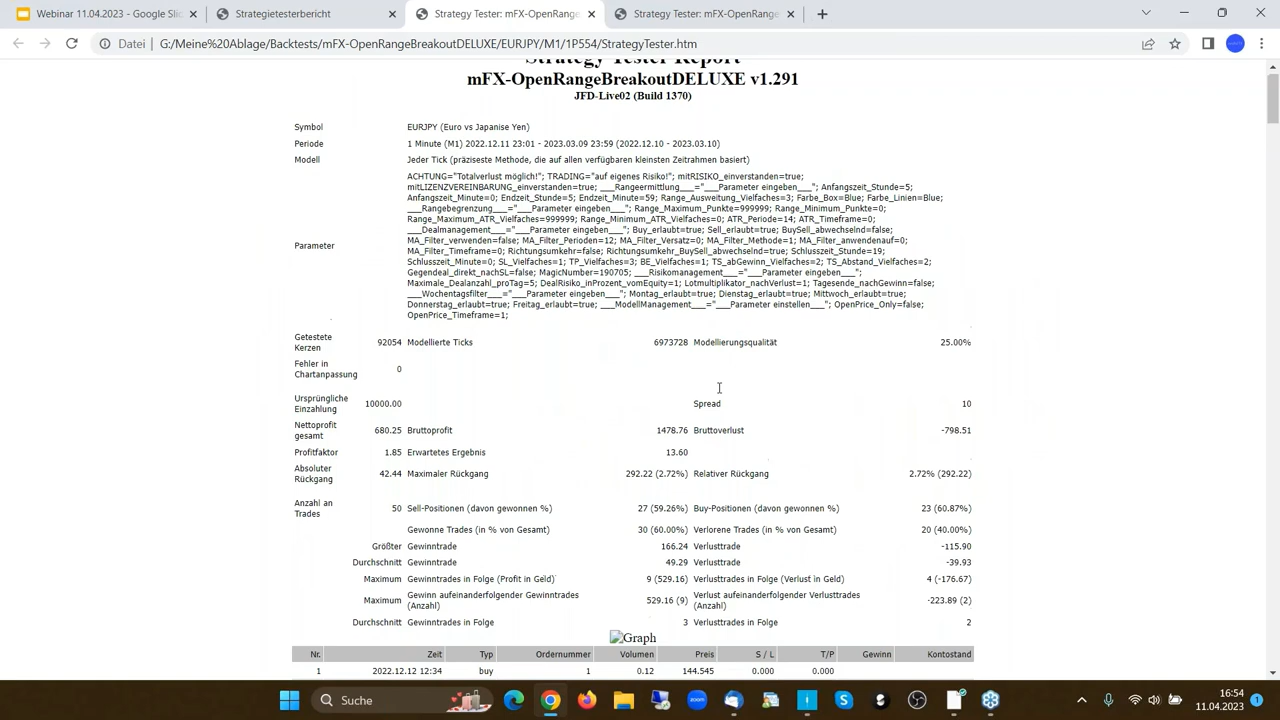 Webinar 11.04.2023 - Google Slic
Strategietesterbericht
Strategy Tester: mFX-OpenRange
Strategy Tester: mFX-OpenRange
Datei
G:/Meine%20Ablage/Backtests/mFX-OpenRangeBreakoutDELUXE/EURJPY/M1/1P554/StrategyTester.htm
Strategy Tester Report
mFX-OpenRangeBreakoutDELUXE v1.291
JFD-Live02 (Build 1370)
Symbol EURJPY (Euro vs Japanise Yen)
Periode 1 Minute (M1) 2022.12.11 23:01 - 2023.03.09 23:59 (2022.12.10 - 2023.03.10)
Modell Jeder Tick (präziseste Methode, die auf allen verfügbaren kleinsten Zeitrahmen basiert)
Parameter
ACHTUNG="Totalverlust möglich!"; TRADING="auf eigenes Risiko!"; mitRISIKO_einverstanden=true;
mitLIZENZVEREINBARUNG_einverstanden=true; ___Rangeermittlung___="___Parameter eingeben___"; Anfangszeit_Stunde=5;
Anfangszeit_Minute=0; Endzeit_Stunde=5; Endzeit_Minute=59; Range_Ausweitung_Vielfaches=3; Farbe_Box=Blue; Farbe_Linien=Blue;
___Rangebegrenzung___="___Parameter eingeben___"; Range_Maximum_Punkte=999999; Range_Minimum_Punkte=0;
Range_Maximum_ATR_Vielfaches=999999; Range_Minimum_ATR_Vielfaches=0; ATR_Periode=14; ATR_Timeframe=0;
___Dealmanagement___="___Parameter eingeben___"; Buy_erlaubt=true; Sell_erlaubt=true; BuySell_abwechselnd=false;
MA_Filter_verwenden=false; MA_Filter_Perioden=12; MA_Filter_Versatz=0; MA_Filter_Methode=1; MA_Filter_anwendenauf=0;
MA_Filter_Timeframe=0; Richtungsumkehr=false; Richtungsumkehr_BuySell_abwechselnd=true; Schlusszeit_Stunde=19;
Schlusszeit_Minute=0; SL_Vielfaches=1; TP_Vielfaches=3; BE_Vielfaches=1; TS_abGewinn_Vielfaches=2; TS_Abstand_Vielfaches=2;
Gegendeal_direkt_nachSL=false; MagicNumber=190705; ___Risikomanagement___="___Parameter eingeben___";
Maximale_Dealanzahl_proTag=5; DealRisiko_inProzent_vomEquity=1; Lotmultiplikator_nachVerlust=1; Tagesende_nachGewinn=false;
___Wochentagsfilter___="___Parameter eingeben___"; Montag_erlaubt=true; Dienstag_erlaubt=true; Mittwoch_erlaubt=true;
Donnerstag_erlaubt=true; Freitag_erlaubt=true; ___ModellManagement___="___Parameter einstellen___"; OpenPrice_Only=false;
OpenPrice_Timeframe=1;
Getestete
Kerzen 92054 Modellierte Ticks 6973728 Modellierungsqualität 25.00%
Fehler in
Chartanpassung 0
Ursprüngliche
Einzahlung 10000.00 Spread 10
Nettoprofit
gesamt 680.25 Bruttoprofit 1478.76 Bruttoverlust -798.51
Profitfaktor 1.85 Erwartetes Ergebnis 13.60
Absoluter
Rückgang 42.44 Maximaler Rückgang 292.22 (2.72%) Relativer Rückgang 2.72% (292.22)
Anzahl an
Trades 50 Sell-Positionen (davon gewonnen %) 27 (59.26%) Buy-Positionen (davon gewonnen %) 23 (60.87%)
Gewonne Trades (in % von Gesamt) 30 (60.00%) Verlorene Trades (in % von Gesamt) 20 (40.00%)
Größter Gewinntrade 166.24 Verlusttrade -115.90
Durchschnitt Gewinntrade 49.29 Verlusttrade -39.93
Maximum Gewinntrades in Folge (Profit in Geld) 9 (529.16) Verlusttrades in Folge (Verlust in Geld) 4 (-176.67)
Maximum Gewinn aufeinanderfolgender Gewinntrades
(Anzahl) 529.16 (9) Verlust aufeinanderfolgender Verlusttrades
(Anzahl) -223.89 (2)
Durchschnitt Gewinntrades in Folge 3 Verlusttrades in Folge 2
Graph
Nr. Zeit Typ Ordernummer Volumen Preis S / L T/P Gewinn Kontostand
1 2022.12.12 12:34 buy 1 0.12 144.545 0.000 0.000
Suche
16:54
11.04.2023
1